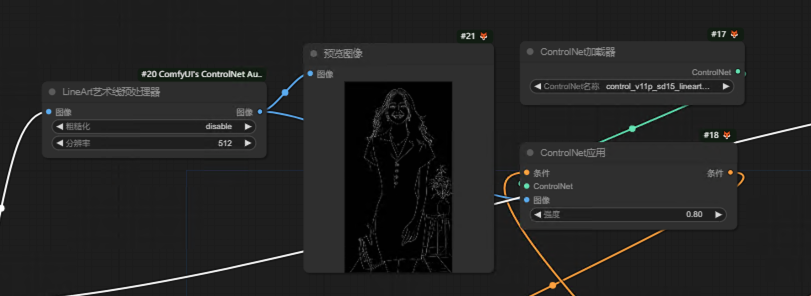 #20 ComfyUI's ControlNet Au..
LineArt艺术线预处理器
图像 图像
粗糙化 disable
分辨率 512
#21
预览图像
图像
#17
ControlNet加载器
ControlNet
ControlNet名称 control_v11p_sd15_lineart...
#18
ControlNet应用
条件 条件
ControlNet
图像
强度 0.80